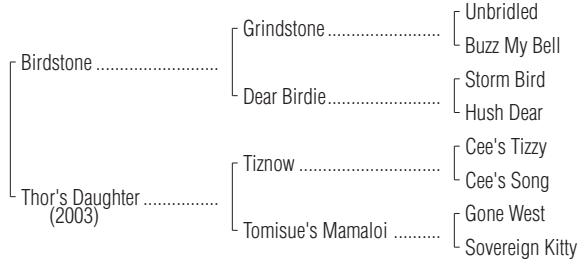 Unbridled
Grindstone ........................
Buzz My Bell
Birdstone ..........................
Storm Bird
Dear Birdie ........................
Hush Dear
Cee's Tizzy
Tiznow ..............................
Cee's Song
Thor's Daughter ................
(2003)
Gone West
Tomisue's Mamaloi ..........
Sovereign Kitty